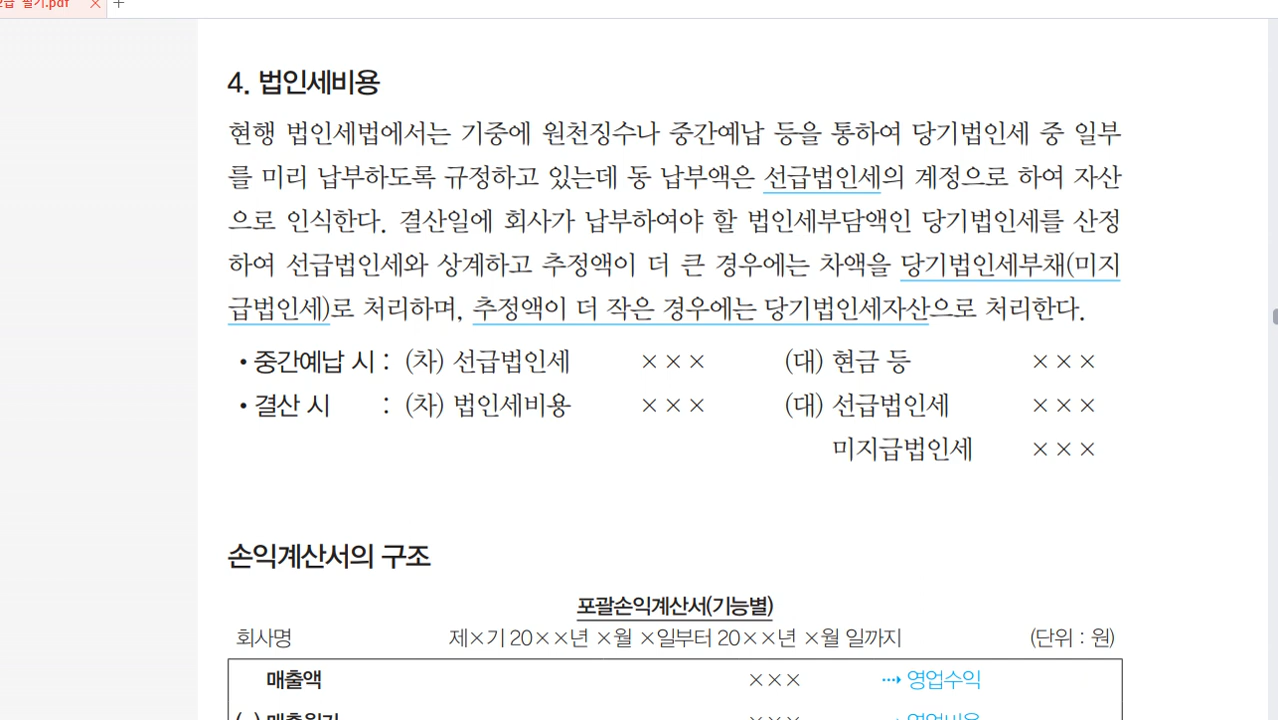 2급 필기.pdf × +
4. 법인세비용
현행 법인세법에서는 기중에 원천징수나 중간예납 등을 통하여 당기법인세 중 일부
를 미리 납부하도록 규정하고 있는데 동 납부액은 선급법인세의 계정으로 하여 자산
으로 인식한다. 결산일에 회사가 납부하여야 할 법인세부담액인 당기법인세를 산정
하여 선급법인세와 상계하고 추정액이 더 큰 경우에는 차액을 당기법인세부채(미지
급법인세)로 처리하며, 추정액이 더 작은 경우에는 당기법인세자산으로 처리한다.
• 중간예납 시 : (차) 선급법인세 ××× (대) 현금 등 ×××
• 결산 시 : (차) 법인세비용 ××× (대) 선급법인세 ×××
미지급법인세 ×××
손익계산서의 구조
포괄손익계산서(기능별)
회사명 제×기 20××년 ×월 ×일부터 20××년 ×월 일까지 (단위 : 원)
매출액 ××× ⋯→ 영업수익